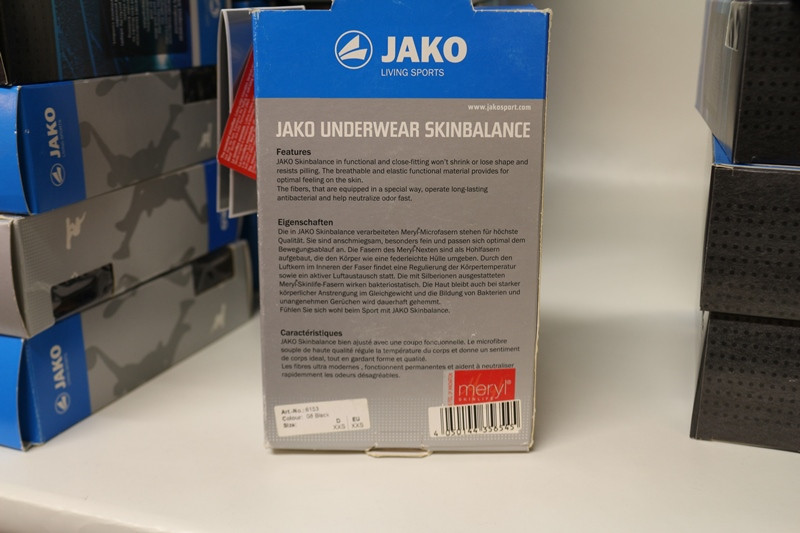 JAKO
LIVING SPORTS
www.jakosport.com
JAKO UNDERWEAR SKINBALANCE
Features
JAKO Skinbalance in functional and close-fitting won't shrink or lose shape and
resists pilling. The breathable and elastic functional material provides for
optimal feeling on the skin.
The fibers, that are equipped in a special way, operate long-lasting
antibacterial and help neutralize odor fast.
Eigenschaften
Die in JAKO Skinbalance verarbeiteten Meryl Microfasern stehen für höchste
Qualität. Sie sind anschmiegsam, besonders fein und passen sich optimal dem
Bewegungsablauf an. Die Fasern des Meryl Nexten sind als Hohlfasern
aufgebaut, die den Körper wie eine federleichte Hülle umgeben. Durch den
Luftkern im Inneren der Faser findet eine Regulierung der Körpertemperatur
sowie ein aktiver Luftaustausch statt. Die mit Silberionen ausgestatteten
Meryl Skinlife-Fasern wirken bakteriostatisch. Die Haut bleibt auch bei starker
körperlicher Anstrengung im Gleichgewicht und die Bildung von Bakterien und
unangenehmen Gerüchen wird dauerhaft gehemmt.
Fühlen Sie sich wohl beim Sport mit JAKO Skinbalance.
Caractéristiques
JAKO Skinbalance bien ajusté avec une coupe fonctionnelle. Le microfibre
souple de haute qualité régule la température du corps et donne un sentiment
de corps ideal, tout en gardant forme et qualité.
Les fibres ultra modernes , fonctionnent permanentes et aident à neutraliser
rapidement les odeurs désagréables.
meryl
SKINLIFE
Art.-No.: 6153
Colour: 08 Black
Size:
D
XXS
EU
XXS
4 050144 356545
JAKO
JAKO